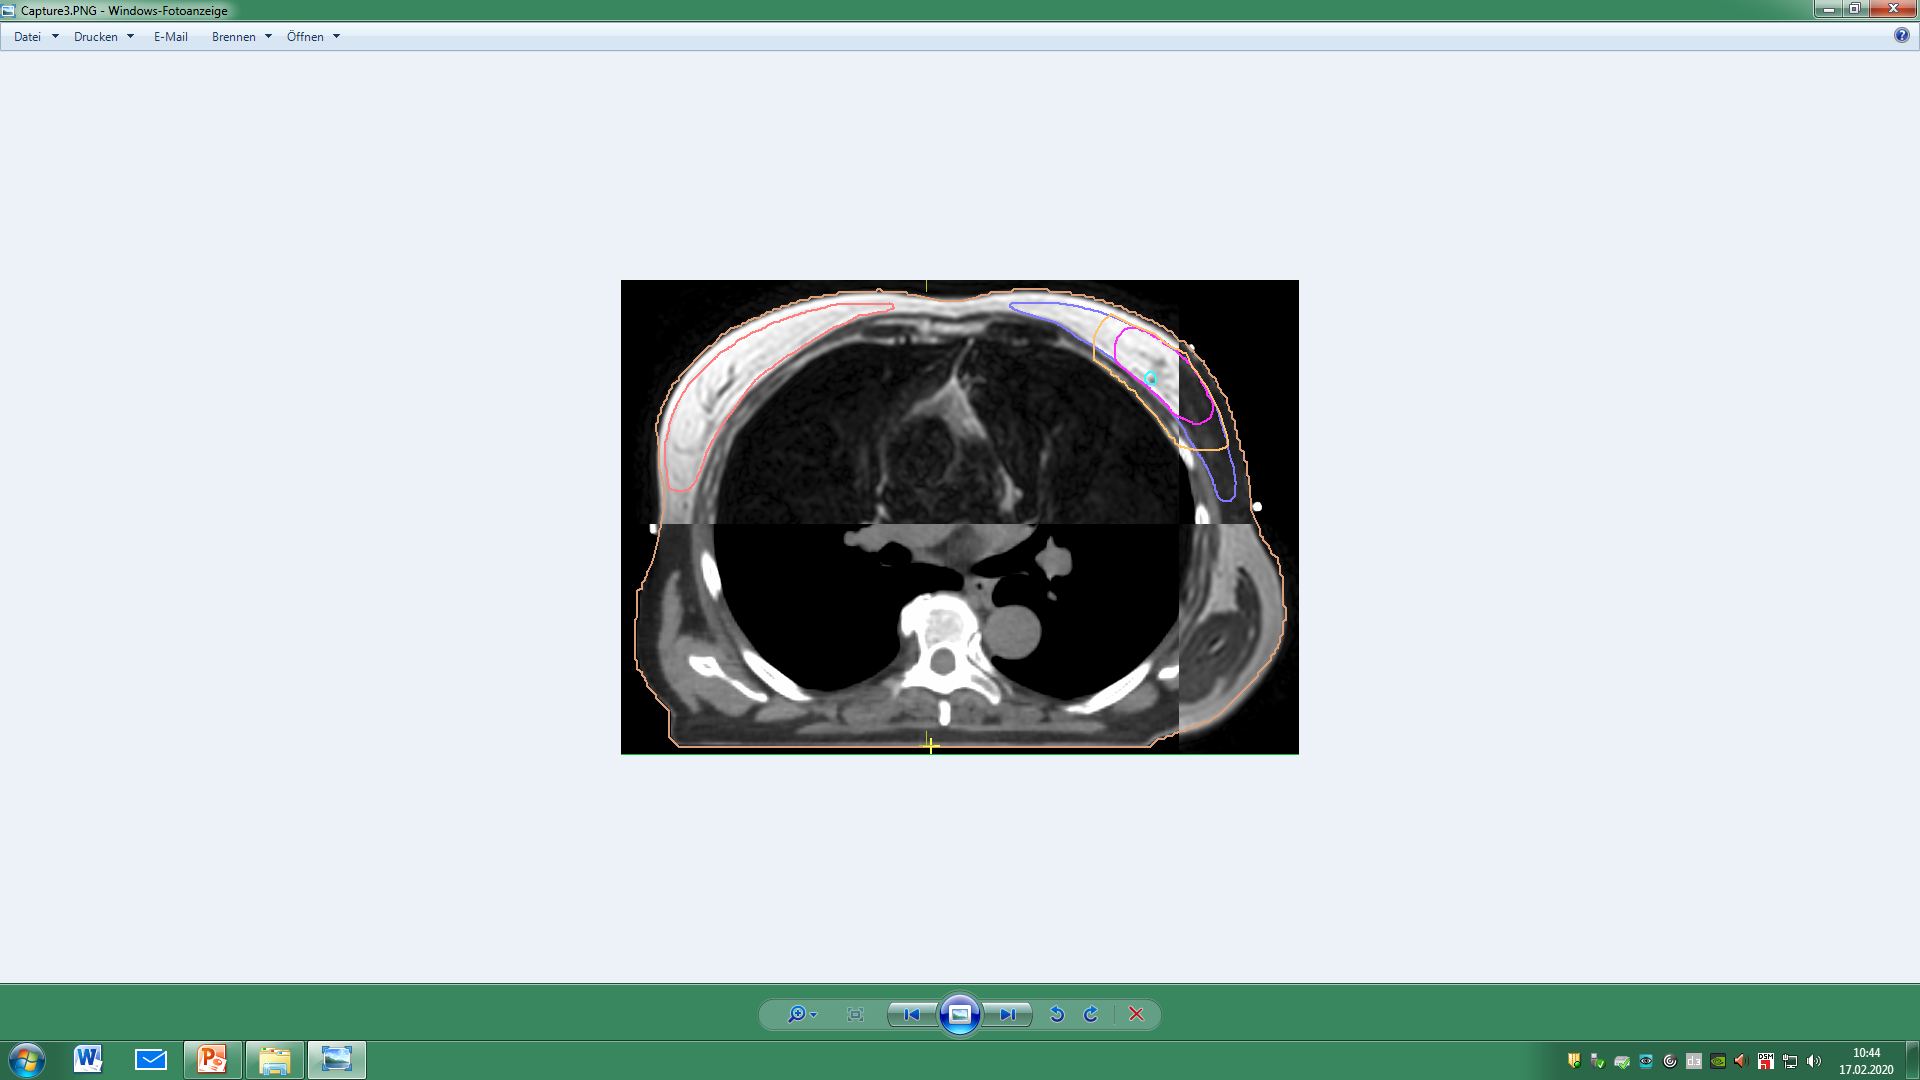 Capture3.PNG - Windows-Fotoanzeige
Datei Drucken E-Mail Brennen Öffnen
10:44
17.02.2020